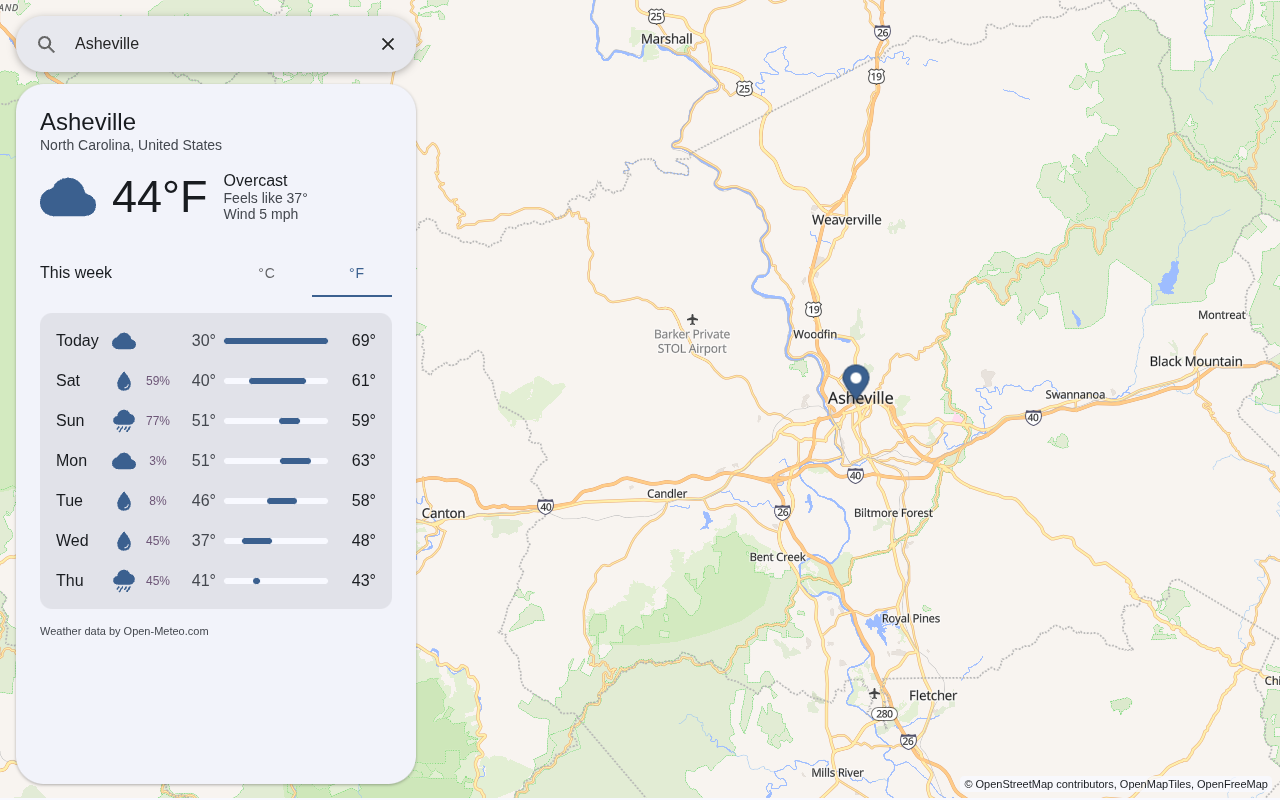 Asheville
Asheville
North Carolina, United States
44°F
Overcast
Feels like 37°
Wind 5 mph
This week
°C
°F
Today 30° 69°
Sat 59% 40° 61°
Sun 77% 51° 59°
Mon 3% 51° 63°
Tue 8% 46° 58°
Wed 45% 37° 48°
Thu 45% 41° 43°
Weather data by Open-Meteo.com
AND
25
Marshall
26
19
25
Weaverville
19
Woodfin
Barker Private
STOL Airport
Montreat
Black Mountain
Asheville
Swannanoa
40
40
Candler
40
Canton
26
Biltmore Forest
Bent Creek
Royal Pines
Fletcher
280
26
Mills River
Chi
© OpenStreetMap contributors, OpenMapTiles, OpenFreeMap